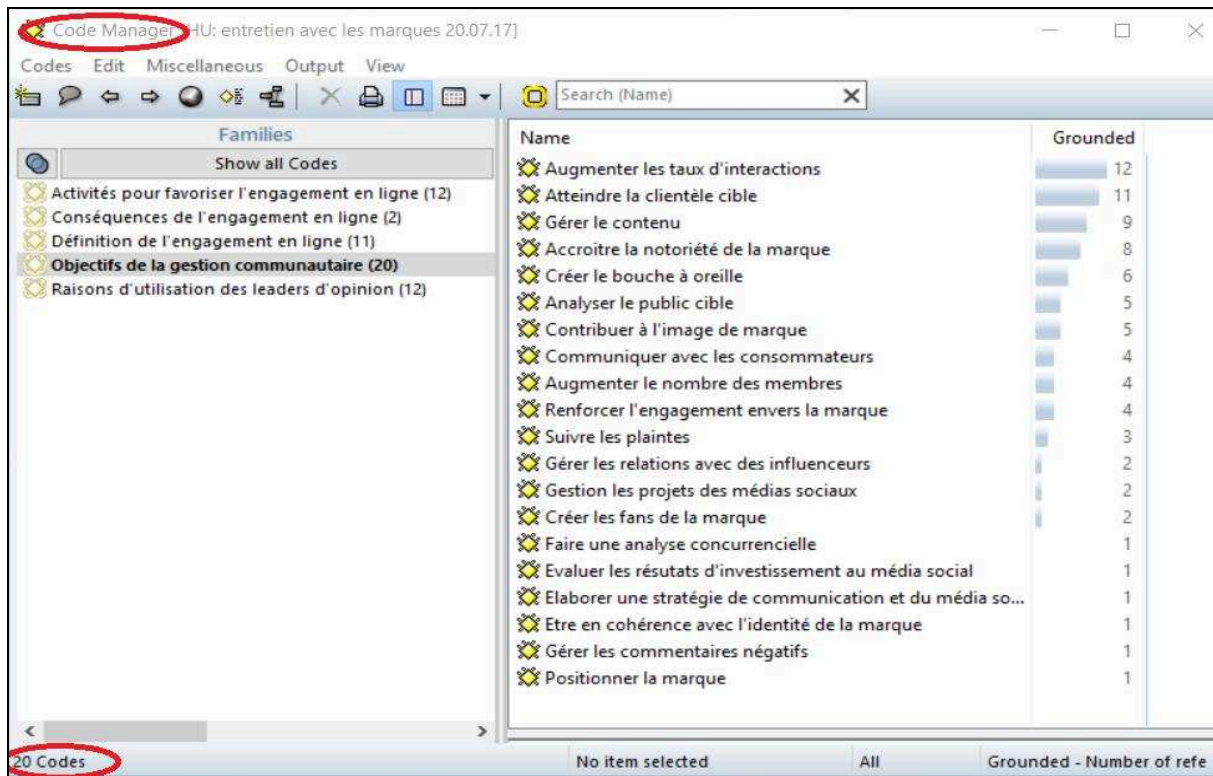 Code Manager [HU: entretien avec les marques 20.07.17]
Codes Edit Miscellaneous Output View
Search (Name)
Families
Show all Codes
Activités pour favoriser l'engagement en ligne (12)
Conséquences de l'engagement en ligne (2)
Définition de l'engagement en ligne (11)
Objectifs de la gestion communautaire (20)
Raisons d'utilisation des leaders d'opinion (12)
Name Grounded
Augmenter les taux d'interactions 12
Atteindre la clientèle cible 11
Gérer le contenu 9
Accroitre la notoriété de la marque 8
Créer le bouche à oreille 6
Analyser le public cible 5
Contribuer à l'image de marque 5
Communiquer avec les consommateurs 4
Augmenter le nombre des membres 4
Renforcer l'engagement envers la marque 4
Suivre les plaintes 3
Gérer les relations avec des influenceurs 2
Gestion les projets des médias sociaux 2
Créer les fans de la marque 2
Faire une analyse concurrencielle 1
Evaluer les résutats d'investissement au média social 1
Elaborer une stratégie de communication et du média so... 1
Etre en cohérence avec l'identité de la marque 1
Gérer les commentaires négatifs 1
Positionner la marque 1
20 Codes No item selected All Grounded - Number of refe